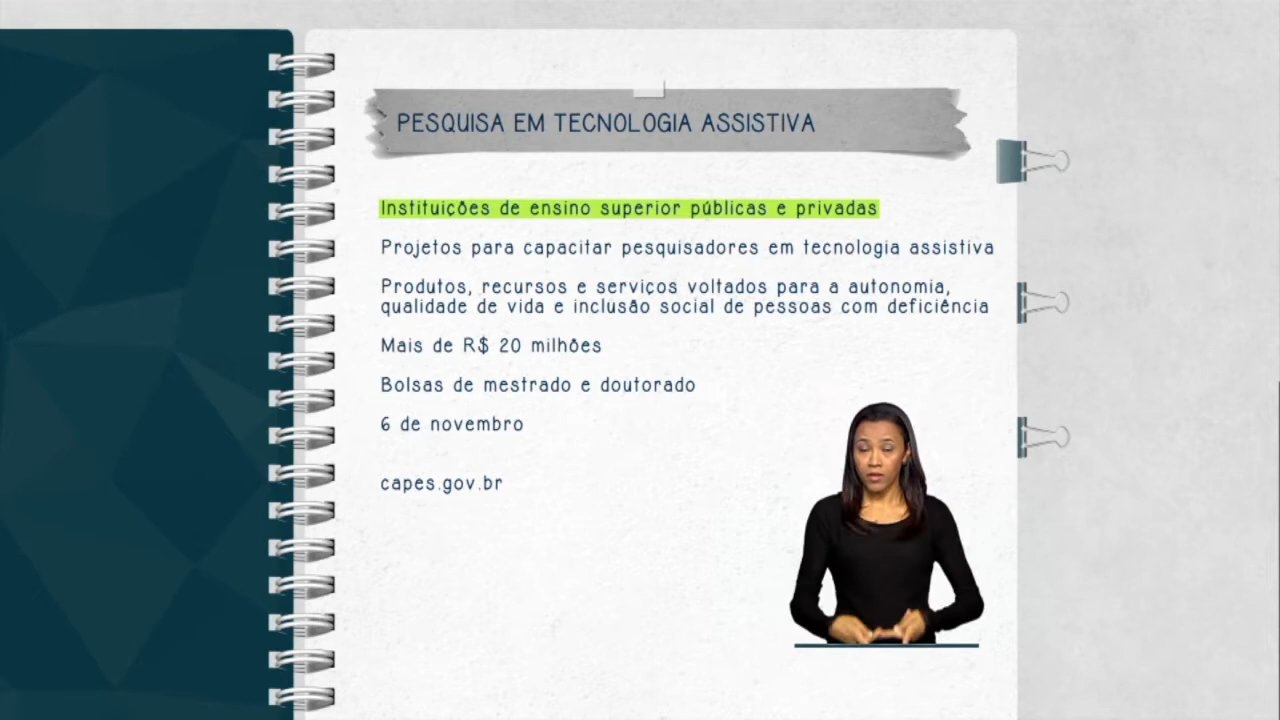 PESQUISA EM TECNOLOGIA ASSISTIVA
Instituições de ensino superior públicas e privadas
Projetos para capacitar pesquisadores em tecnologia assistiva
Produtos, recursos e serviços voltados para a autonomia,
qualidade de vida e inclusão social de pessoas com deficiência
Mais de R$ 20 milhões
Bolsas de mestrado e doutorado
6 de novembro
capes.gov.br